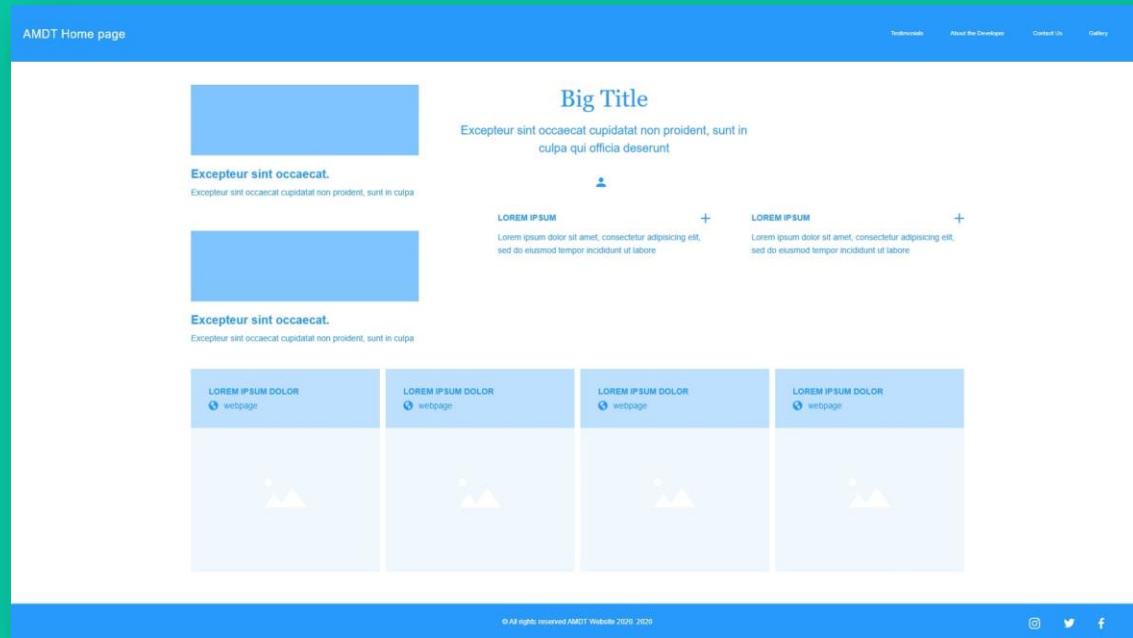 AMDT Home page
Testimonials
About the Developer
Contact Us
Gallery
Excepteur sint occaecat.
Excepteur sint occaecat cupidatat non proident, sunt in culpa
Excepteur sint occaecat.
Excepteur sint occaecat cupidatat non proident, sunt in culpa
Big Title
Excepteur sint occaecat cupidatat non proident, sunt in
culpa qui officia deserunt
LOREM IPSUM
Lorem ipsum dolor sit amet, consectetur adipisicing elit,
sed do eiusmod tempor incididunt ut labore
LOREM IPSUM
Lorem ipsum dolor sit amet, consectetur adipisicing elit,
sed do eiusmod tempor incididunt ut labore
LOREM IPSUM DOLOR
webpage
LOREM IPSUM DOLOR
webpage
LOREM IPSUM DOLOR
webpage
LOREM IPSUM DOLOR
webpage
© All rights reserved AMDT Website 2020. 2020